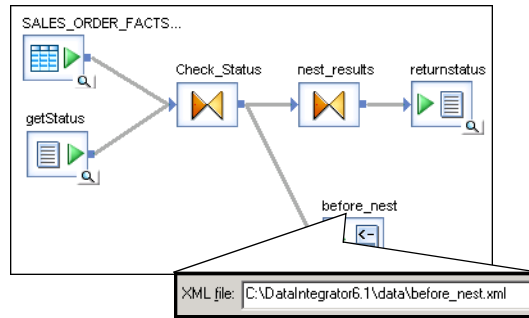 SALES_ORDER_FACTS...
Check_Status
nest_results
returnstatus
getStatus
before_nest
XML file: C:\DataIntegrator6.1\data\before_nest.xml